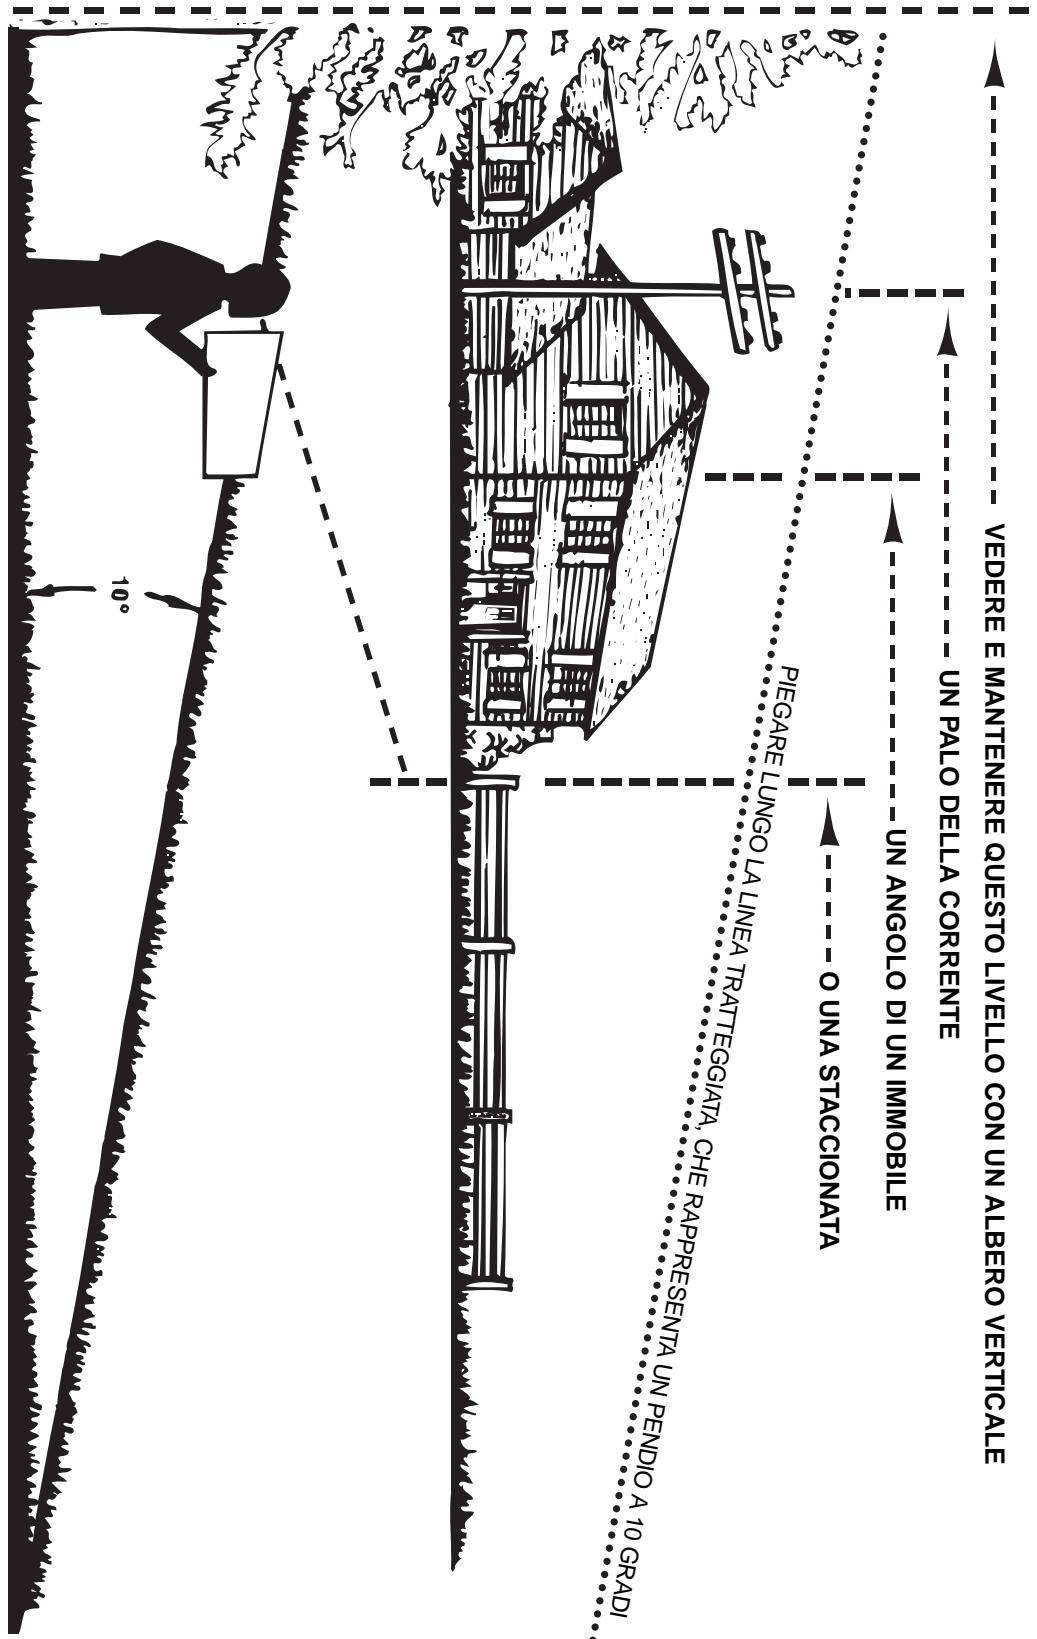 VEDERE E MANTENERE QUESTO LIVELLO CON UN ALBERO VERTICALE
UN PALO DELLA CORRENTE
UN ANGOLO DI UN IMMOBILE
O UNA STACCIONATA
PIEGARE LUNGO LA LINEA TRATTEGGIATA, CHE RAPPRESENTA UN PENDIO A 10 GRADI
10°